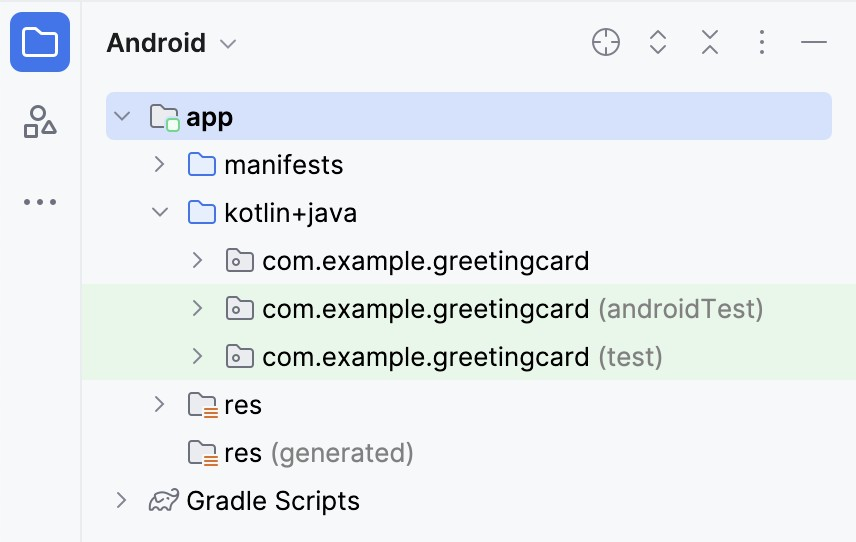 Android
app
manifests
kotlin+java
com.example.greetingcard
com.example.greetingcard (androidTest)
com.example.greetingcard (test)
res
res (generated)
Gradle Scripts